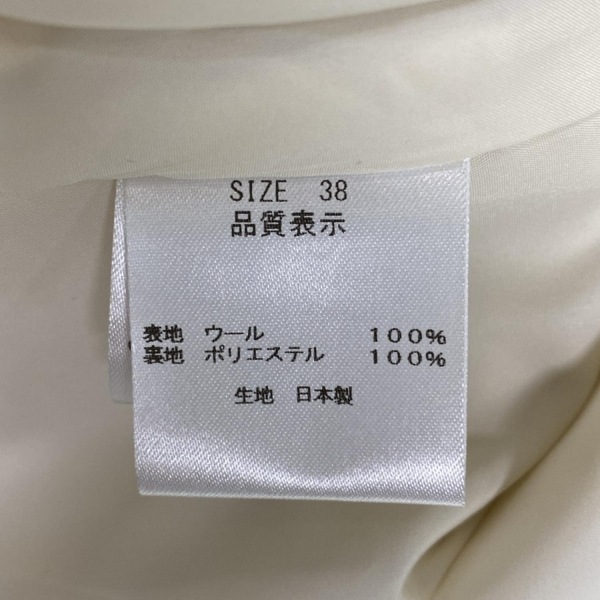 SIZE 38
品質表示
表地 ウール 100%
裏地 ポリエステル 100%
生地 日本製